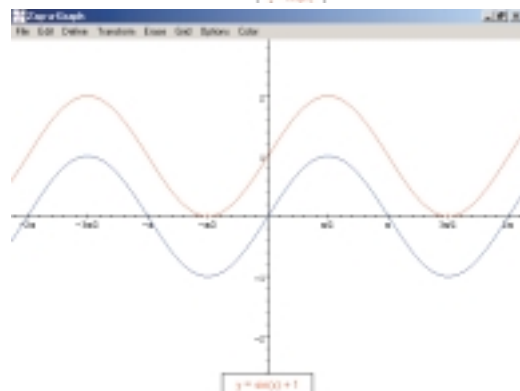 Zap-a-Graph
File Edit Define Transform Erase Grid Options Color
2
1
-2π -3π/2 -π -π/2 π/2 π 3π/2 2π
-1
-2
y = sin(x) + 1